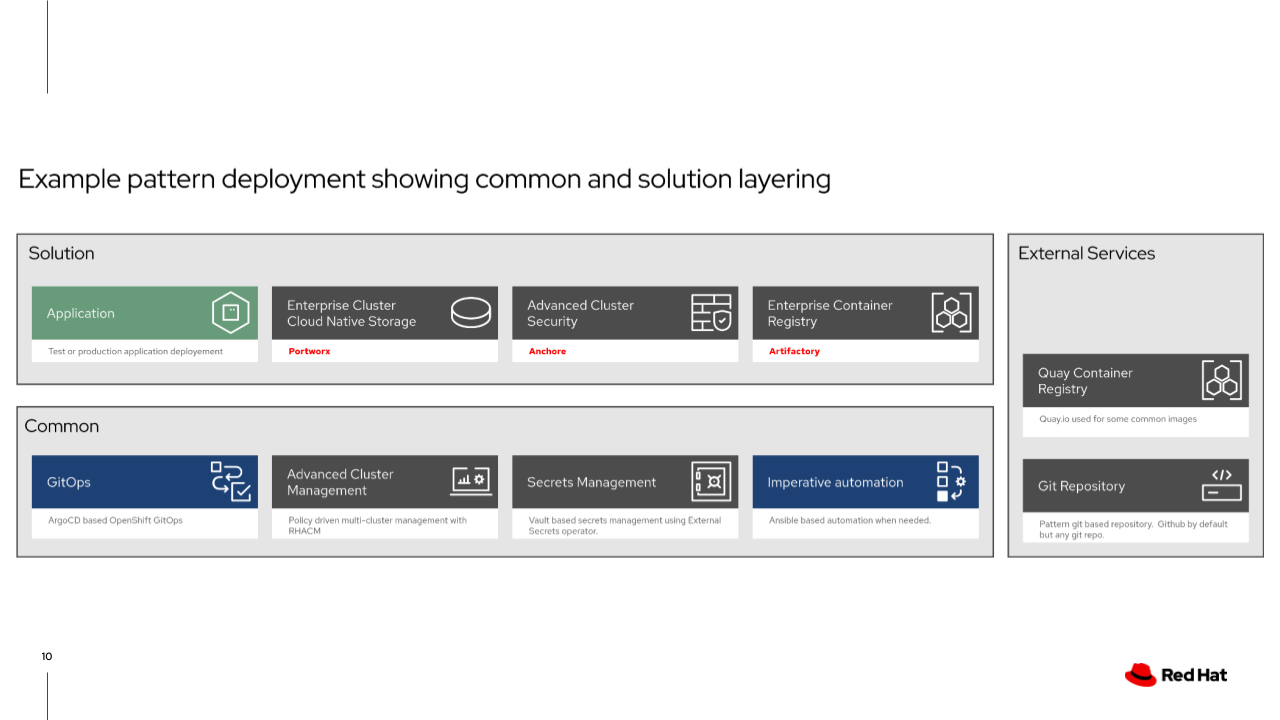 Example pattern deployment showing common and solution layering
Solution
Application
Test or production application deployement
Enterprise Cluster
Cloud Native Storage
Portworx
Advanced Cluster
Security
Anchore
Enterprise Container
Registry
Artifactory
Common
GitOps
ArgoCD based OpenShift GitOps
Advanced Cluster
Management
Policy driven multi-cluster management with
RHACM
Secrets Management
Vault based secrets management using External
Secrets operator.
Imperative automation
Ansible based automation when needed.
External Services
Quay Container
Registry
Quay.io used for some common images
Git Repository
</>
Pattern git based repository. Github by default
but any git repo.
10
Red Hat